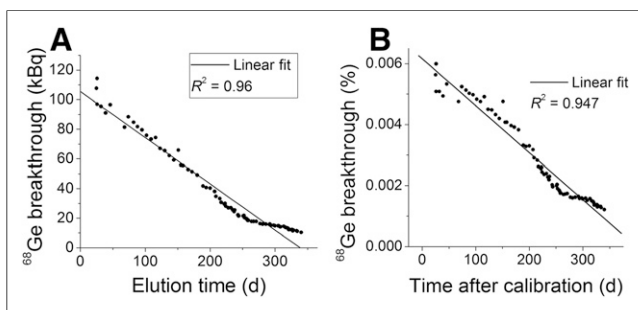 A
Linear fit
R² = 0.96
⁶⁸Ge breakthrough (kBq)
120
100
80
60
40
20
0
0
100
200
300
Elution time (d)
B
Linear fit
R² = 0.947
⁶⁸Ge breakthrough (%)
0.006
0.004
0.002
0.000
0
100
200
300
Time after calibration (d)